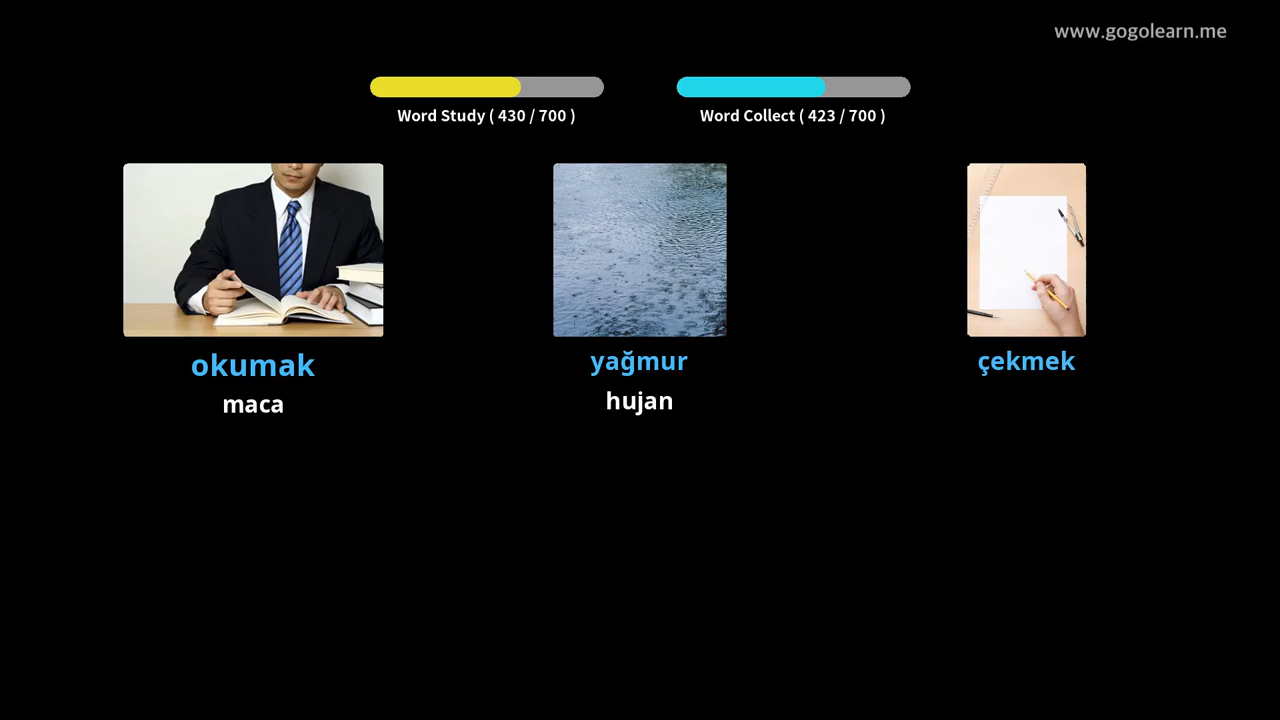 www.gogolearn.me
Word Study ( 430 / 700 )
Word Collect ( 423 / 700 )
okumak
maca
yağmur
hujan
çekmek